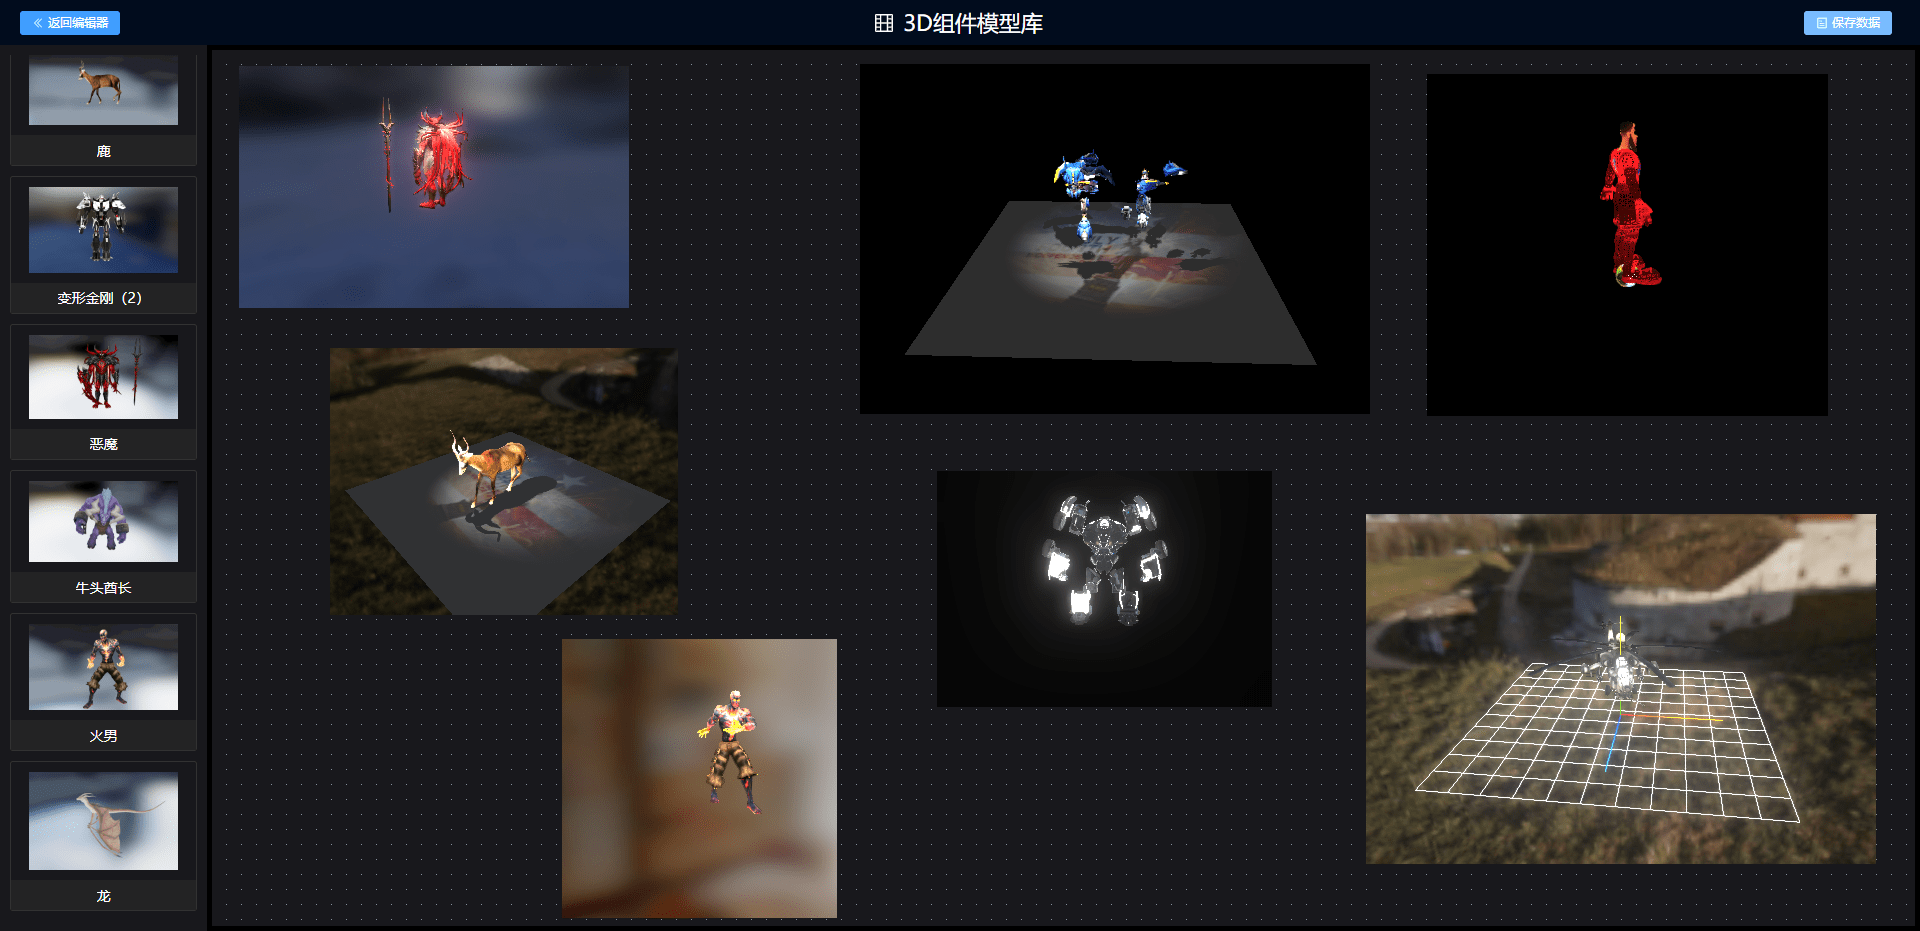 返回编辑器
3D组件模型库
保存数据
鹿
变形金刚（2）
恶魔
牛头酋长
火男
龙